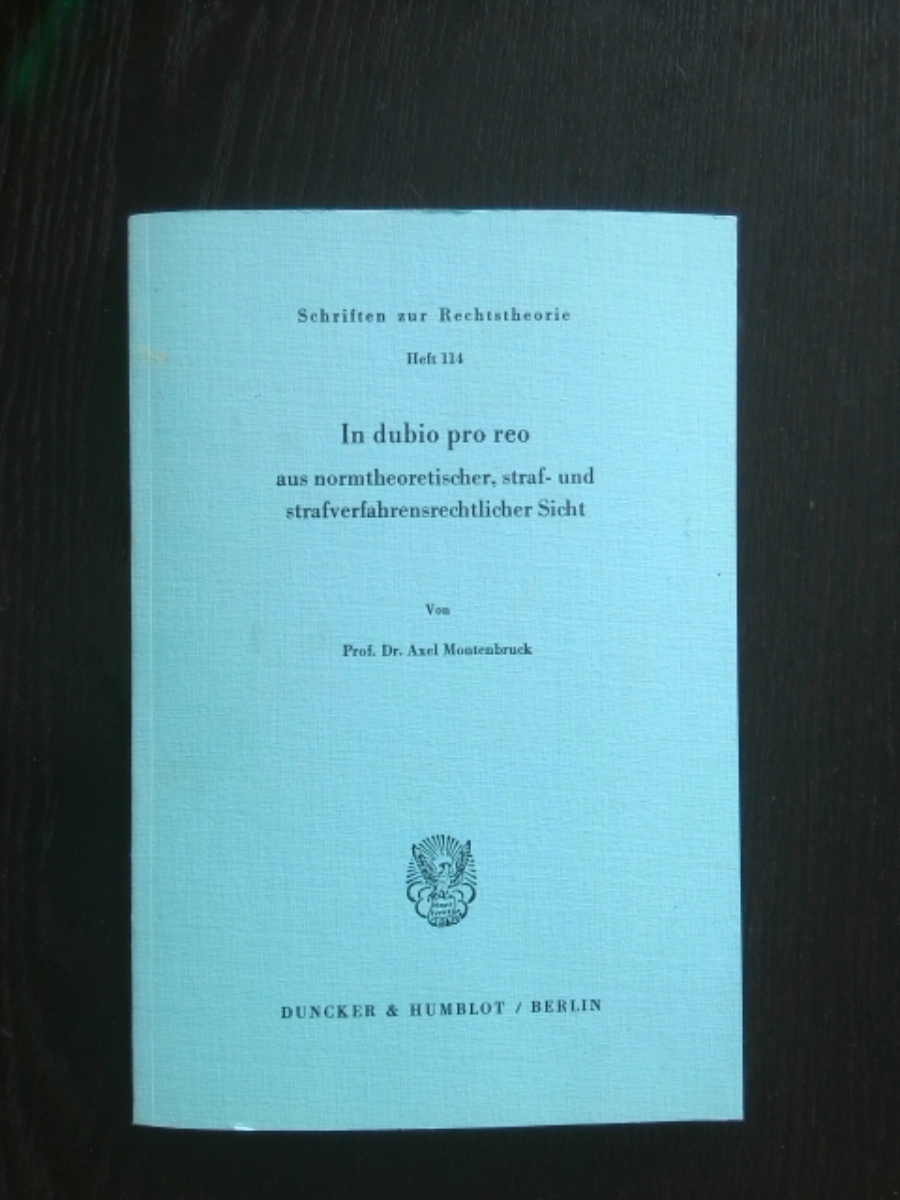 Schriften zur Rechtstheorie
Heft 114
In dubio pro reo
aus normtheoretischer, straf- und
strafverfahrensrechtlicher Sicht
Von
Prof. Dr. Axel Montenbruck
DUNCKER & HUMBLOT / BERLIN